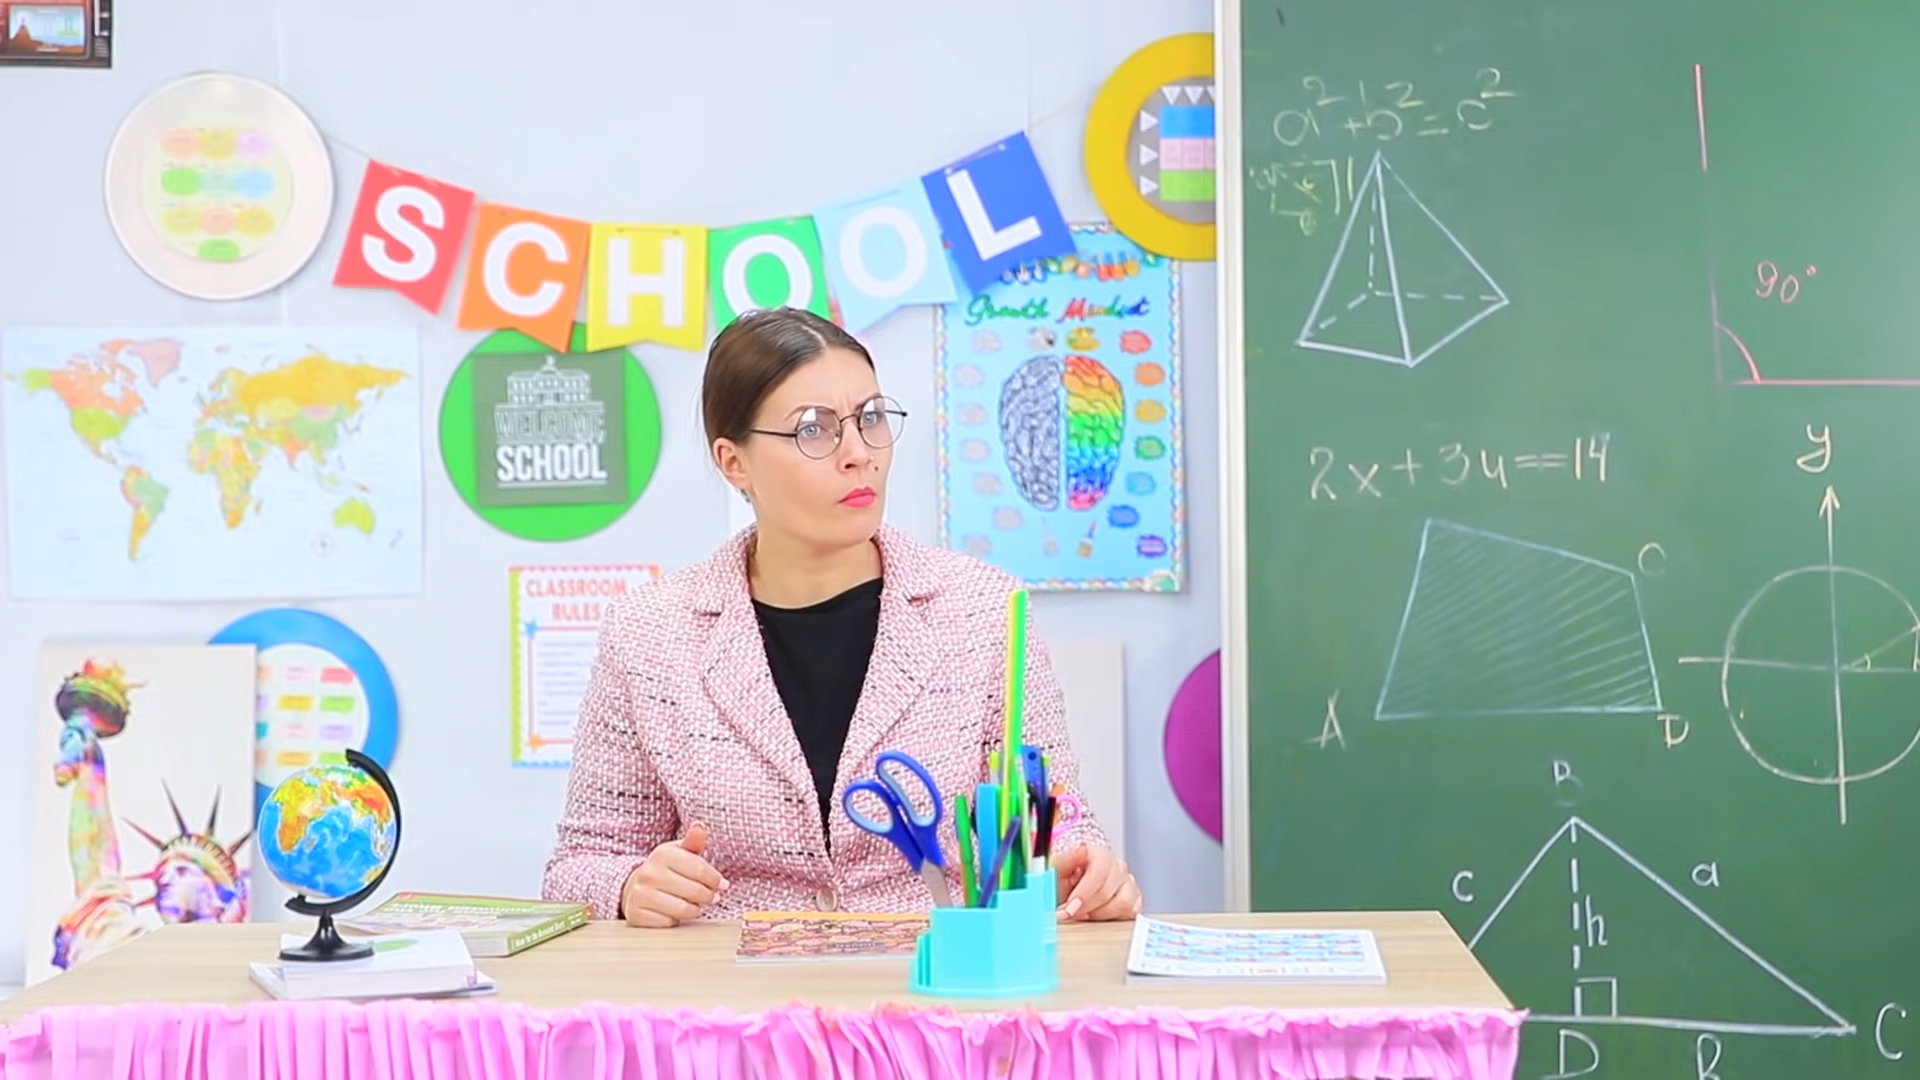 SCHOOL
Growth Mindset
WELCOME
SCHOOL
CLASSROOM
RULES
a²+b²=c²
90°
2x+3y=14
y
C
A
D
B
c
a
h
C
D